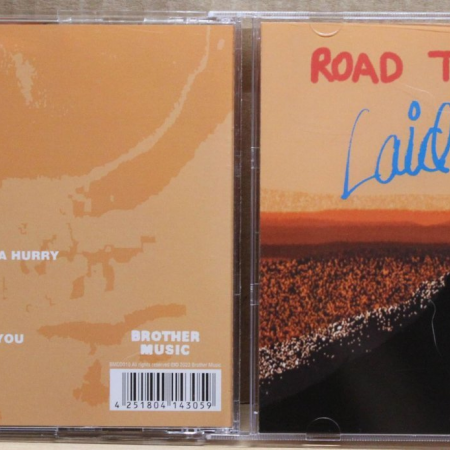 A HURRY
YOU
BROTHER
MUSIC
4 251804 143059
ROAD T
Laid